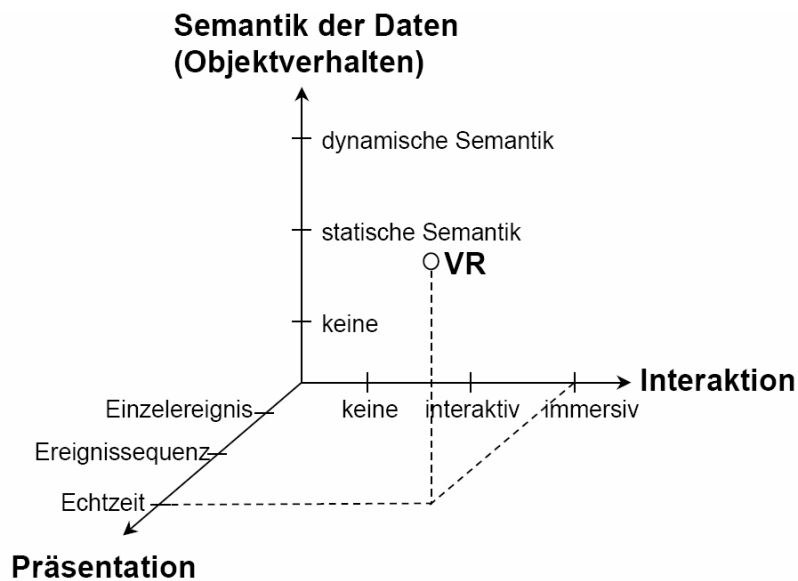 Semantik der Daten
(Objektverhalten)
dynamische Semantik
statische Semantik
VR
keine
Interaktion
Einzelereignis
keine
interaktiv
immersiv
Ereignissequenz
Echtzeit
Präsentation